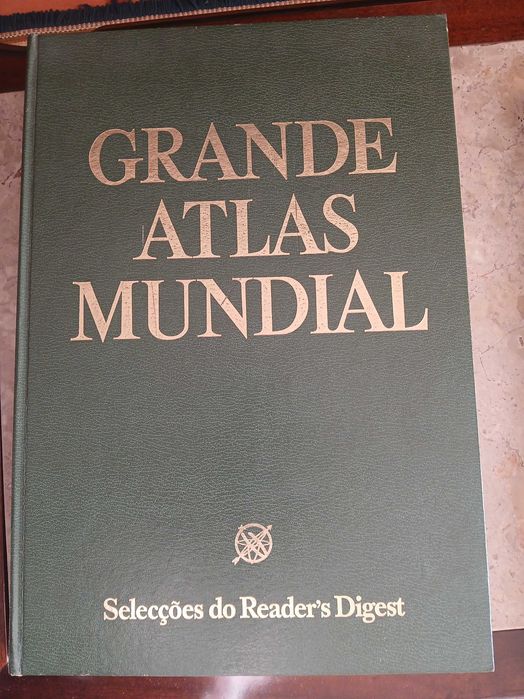 GRANDE
ATLAS
MUNDIAL
Selecções do Reader's Digest